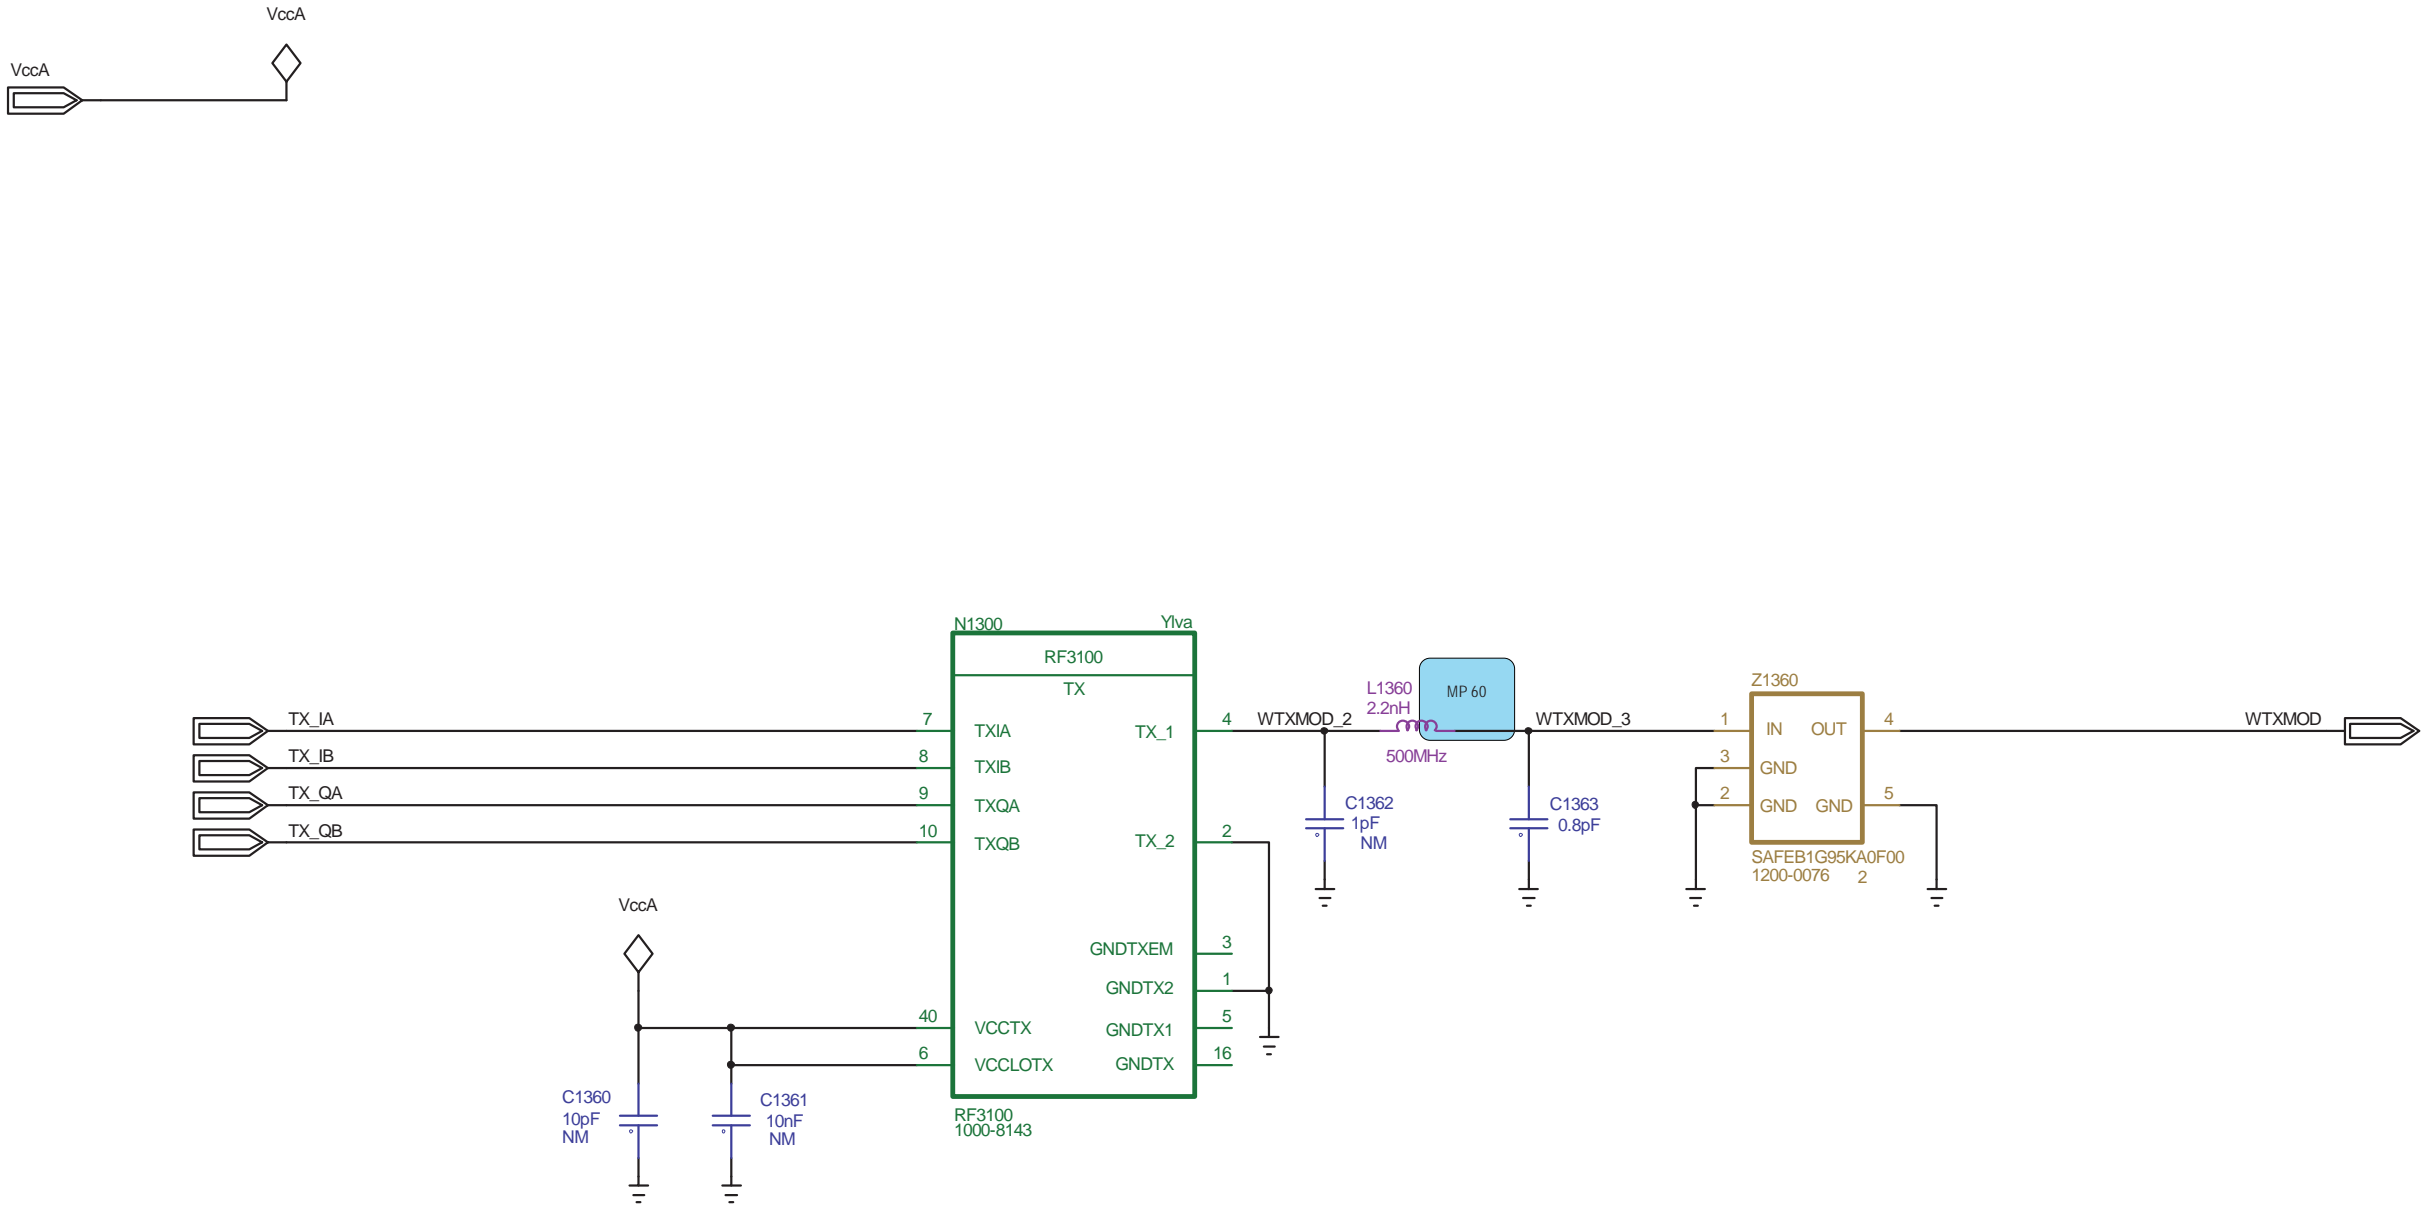 VccA
VccA
N1300 Ylva
RF3100
TX
TX_IA
TX_IB
TX_QA
TX_QB
7
8
9
10
TXIA
TXIB
TXQA
TXQB
TX_1
TX_2
4
2
WTXMOD_2
L1360
2.2nH
500MHz
MP 60
WTXMOD_3
C1362
1pF
NM
C1363
0.8pF
Z1360
1
3
2
IN OUT
GND
GND GND
4
5
SAFEB1G95KA0F00
1200-0076 2
WTXMOD
VccA
40
6
VCCTX
VCCLOTX
GNDTXEM
GNDTX2
GNDTX1
GNDTX
3
1
5
16
C1360
10pF
NM
C1361
10nF
NM
RF3100
1000-8143